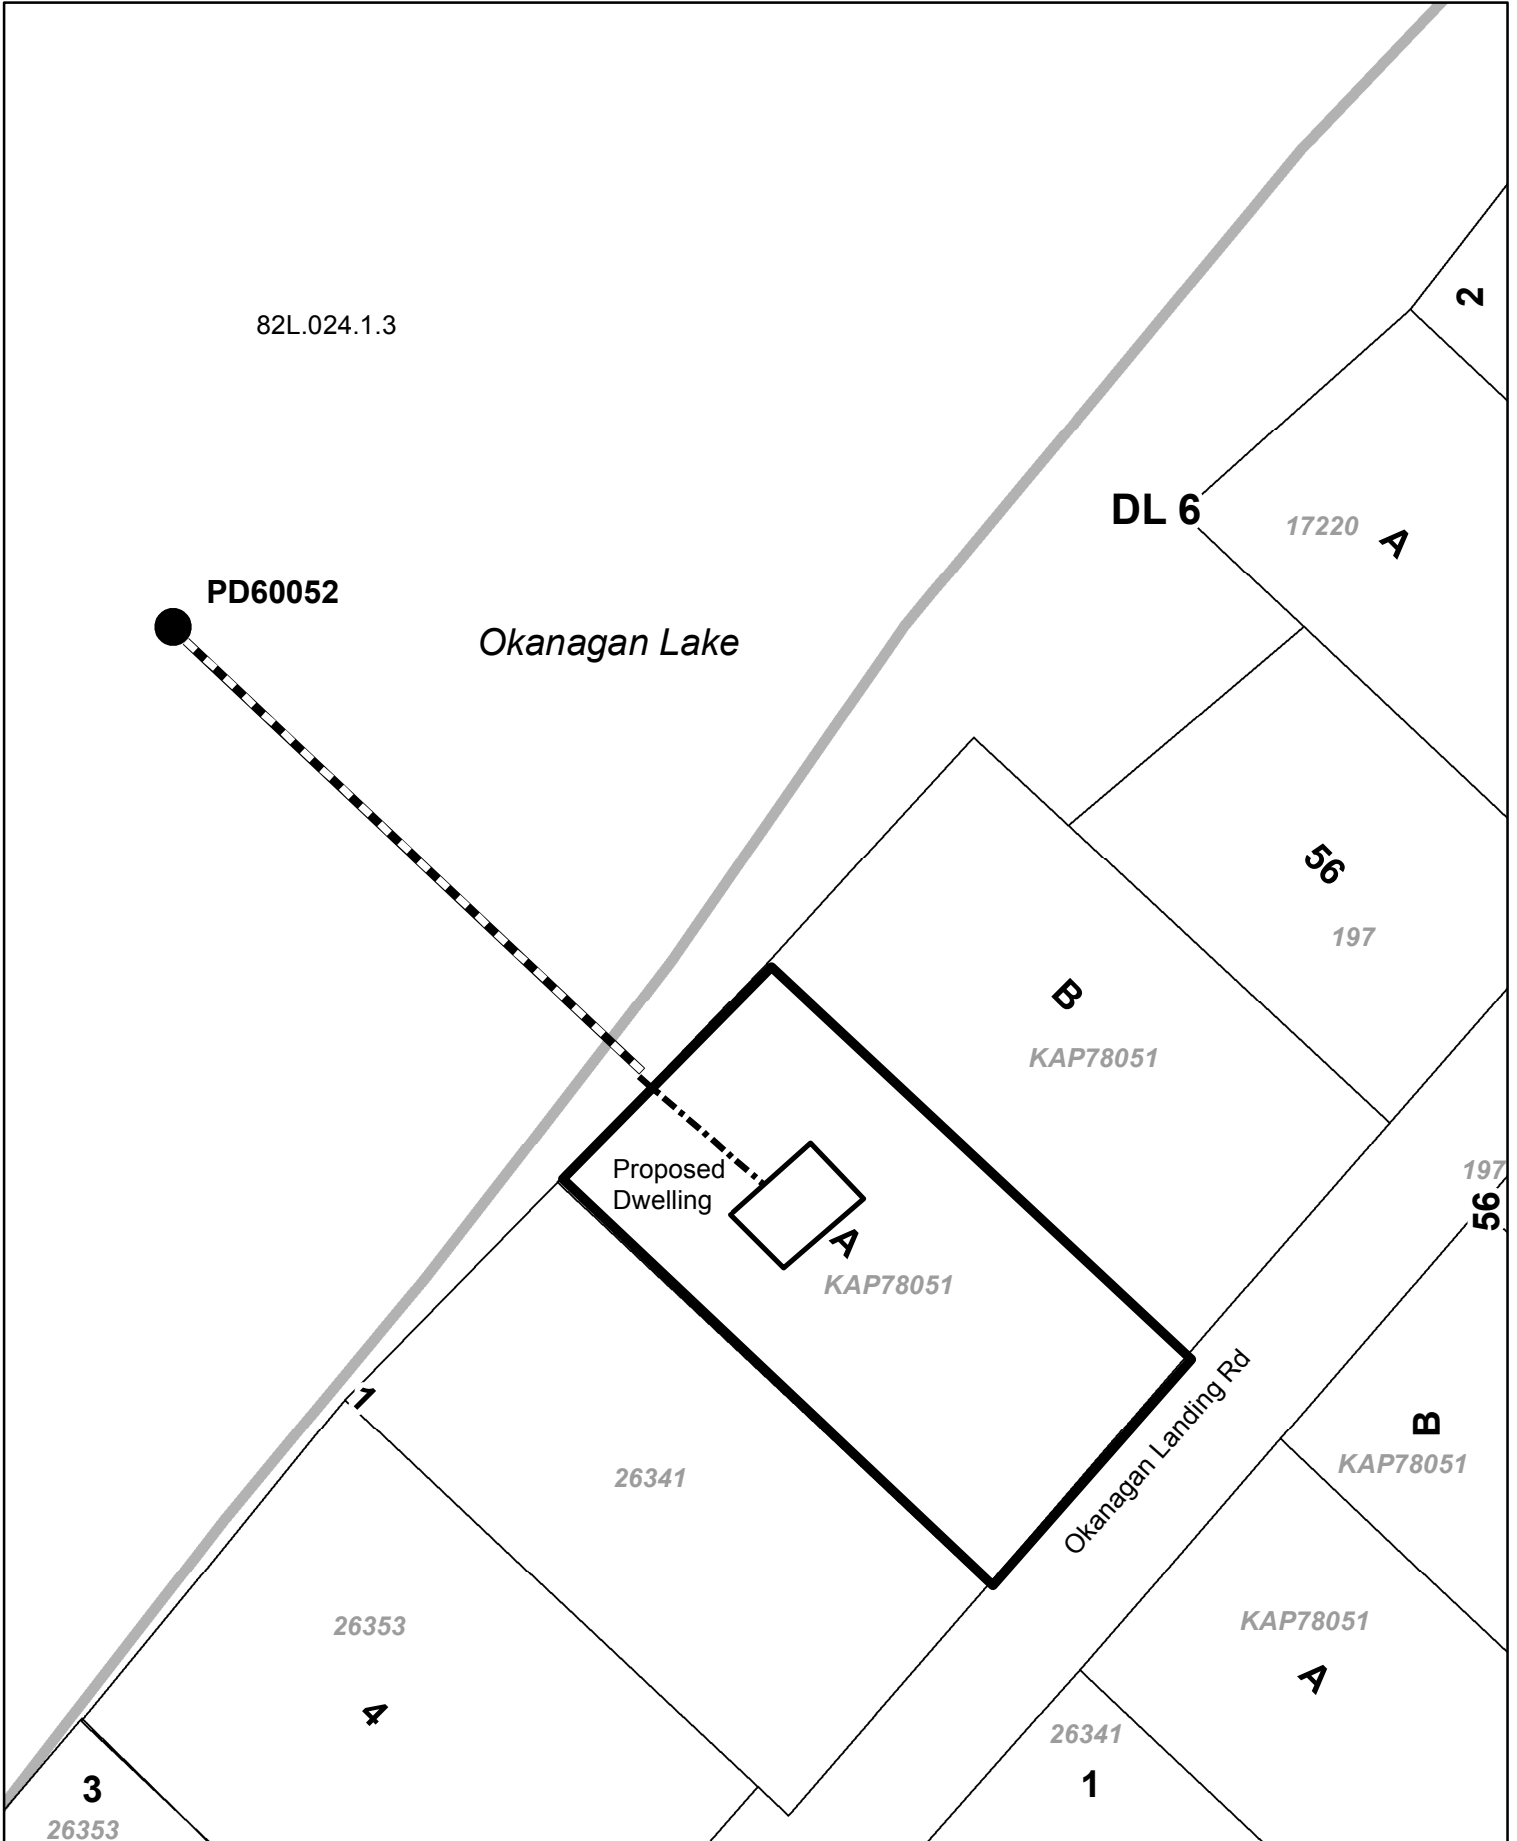 2
82L.024.1.3
DL 6
17220
A
PD60052
Okanagan Lake
56
197
B
KAP78051
197
56
Proposed
Dwelling
A
KAP78051
Okanagan Landing Rd
1
26341
B
KAP78051
26353
4
KAP78051
A
26341
1
3
26353